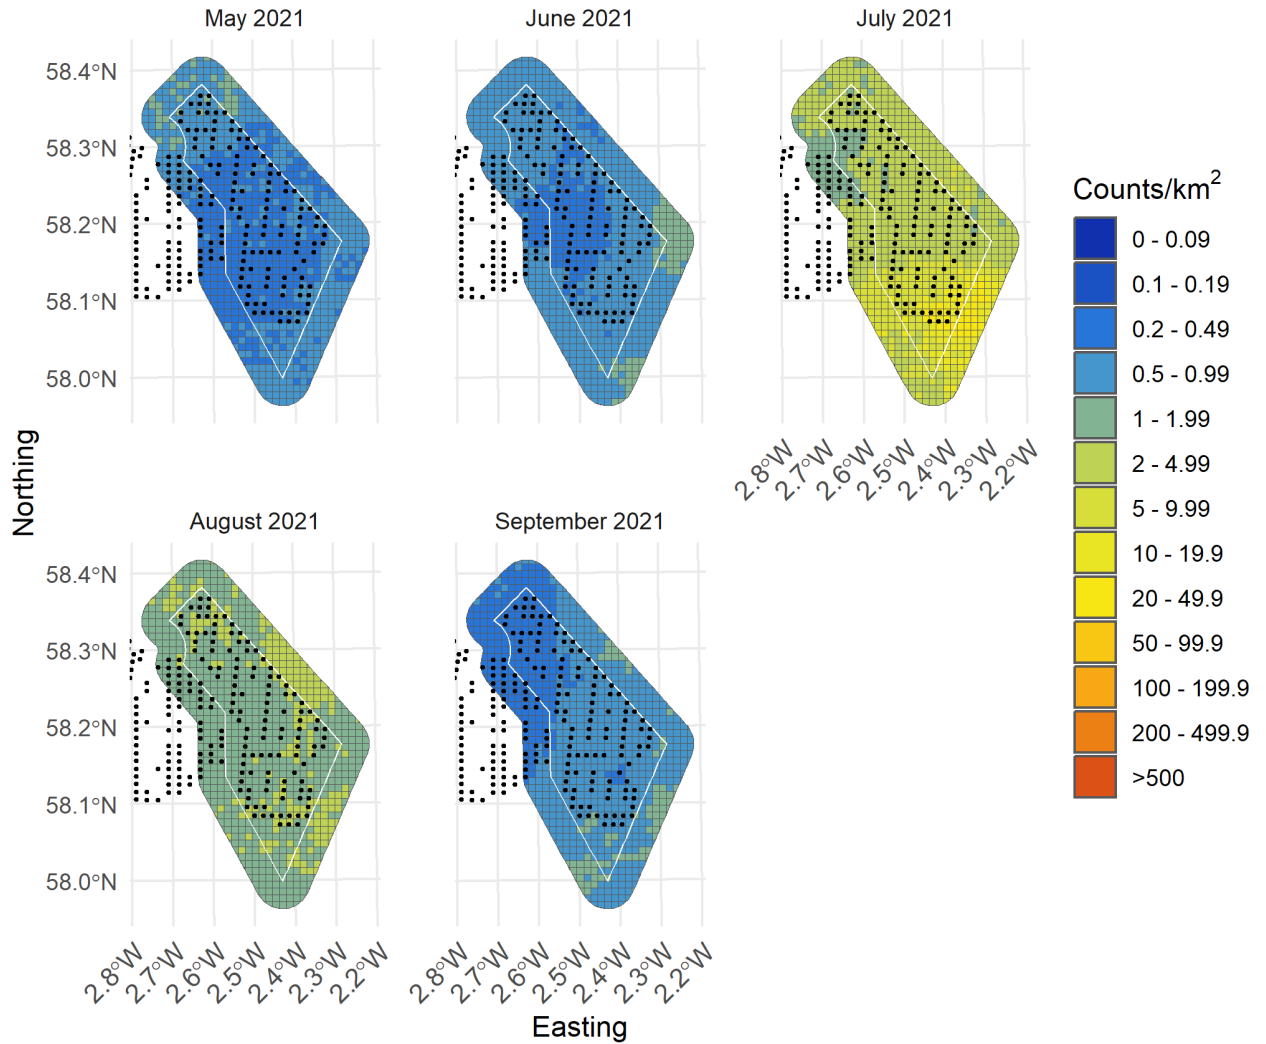 May 2021
June 2021
July 2021
58.4°N
58.3°N
58.2°N
58.1°N
58.0°N
2.8°W
2.7°W
2.6°W
2.5°W
2.4°W
2.3°W
2.2°W
Counts/km²
0 - 0.09
0.1 - 0.19
0.2 - 0.49
0.5 - 0.99
1 - 1.99
2 - 4.99
5 - 9.99
10 - 19.9
20 - 49.9
50 - 99.9
100 - 199.9
200 - 499.9
>500
Northing
August 2021
September 2021
58.4°N
58.3°N
58.2°N
58.1°N
58.0°N
2.8°W
2.7°W
2.6°W
2.5°W
2.4°W
2.3°W
2.2°W
2.8°W
2.7°W
2.6°W
2.5°W
2.4°W
2.3°W
2.2°W
Easting